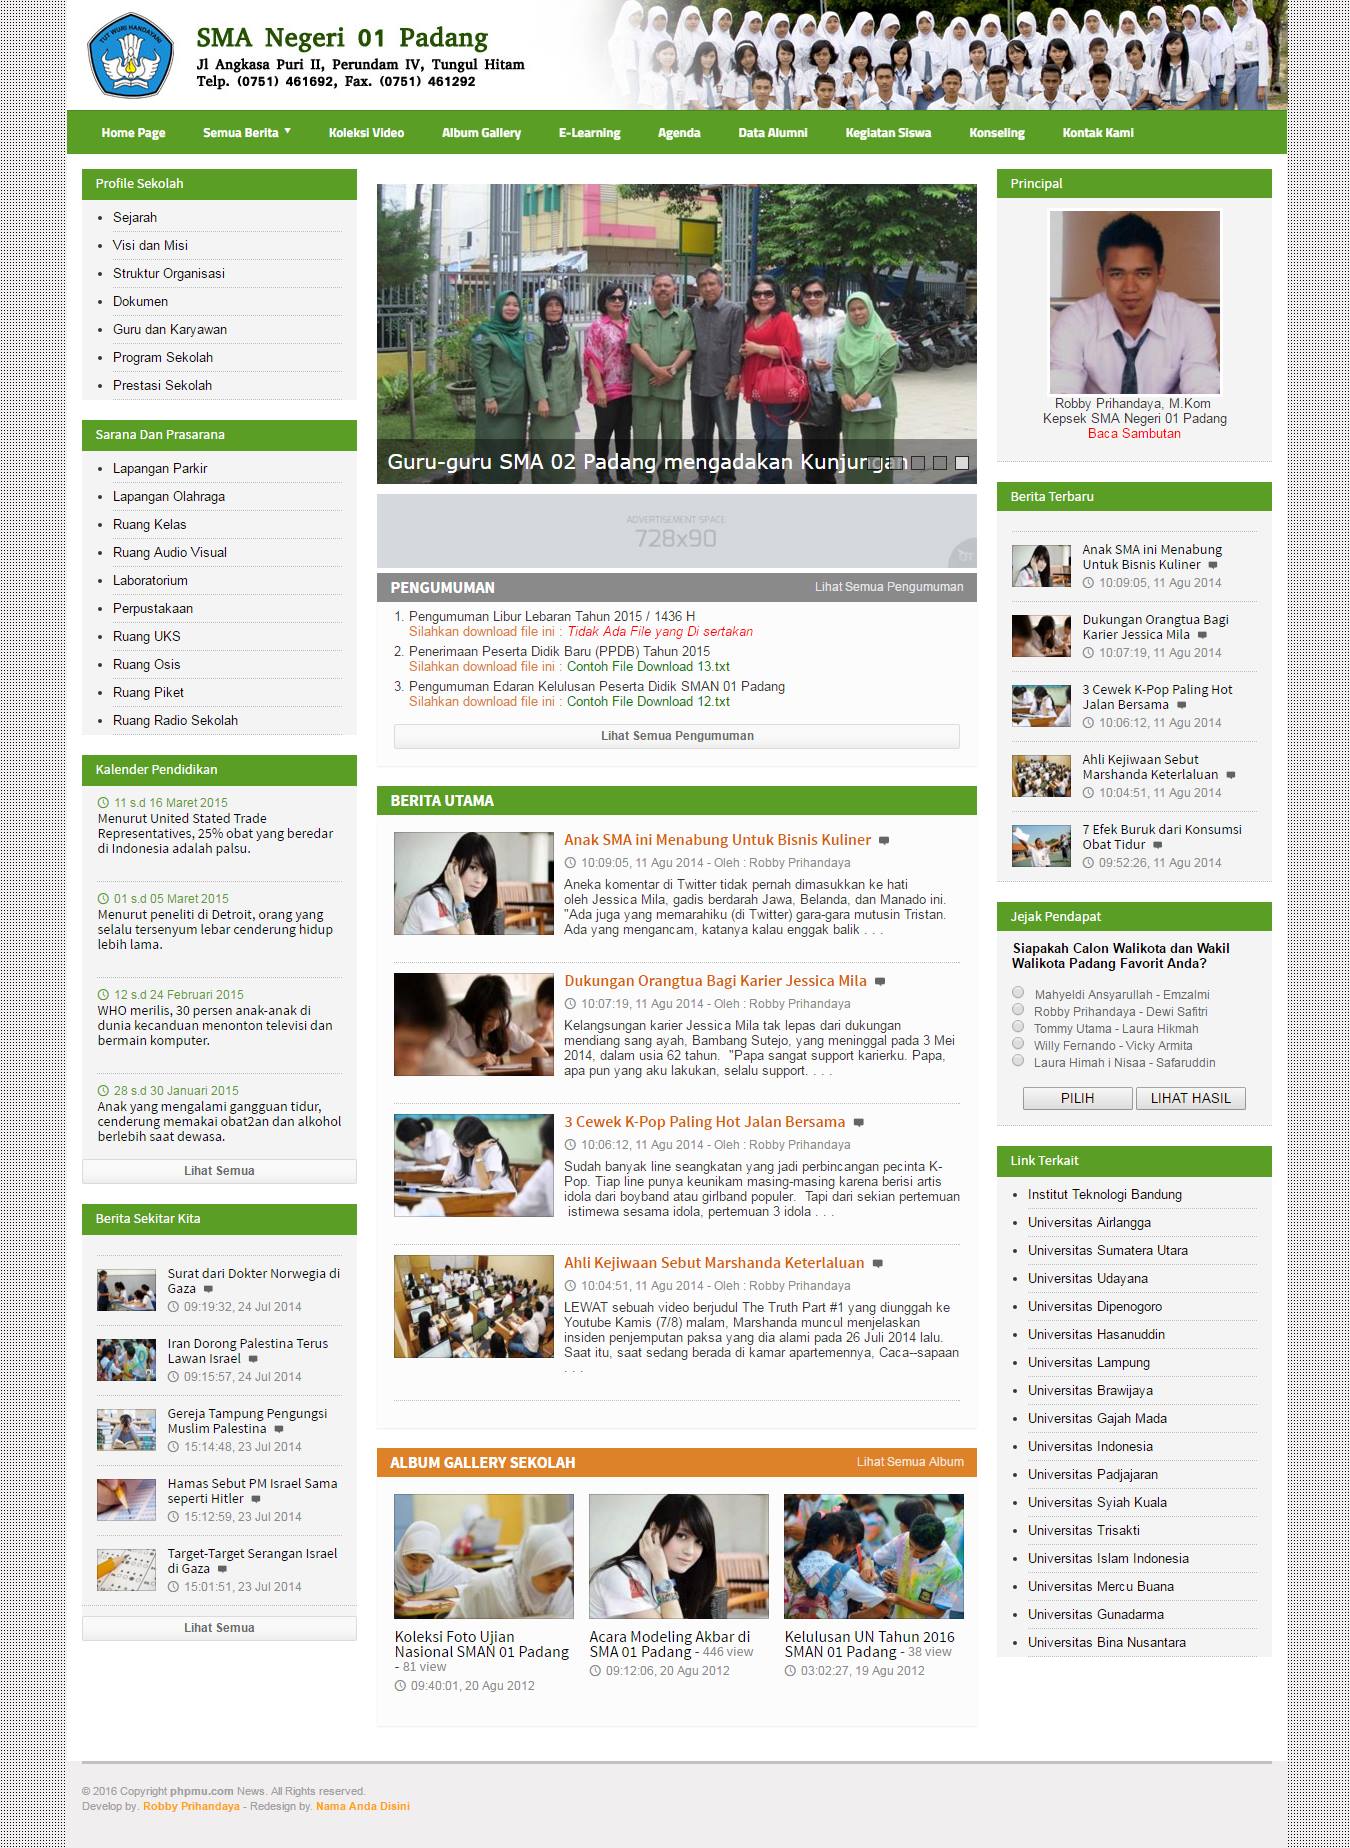 TUT WURI HANDAYANI
SMA Negeri 01 Padang
Jl Angkasa Puri II, Perundam IV, Tungul Hitam
Telp. (0751) 461692, Fax. (0751) 461292
Home Page Semua Berita Koleksi Video Album Gallery E-Learning Agenda Data Alumni Kegiatan Siswa Konseling Kontak Kami
Profile Sekolah
Sejarah
Visi dan Misi
Struktur Organisasi
Dokumen
Guru dan Karyawan
Program Sekolah
Prestasi Sekolah
Sarana Dan Prasarana
Lapangan Parkir
Lapangan Olahraga
Ruang Kelas
Ruang Audio Visual
Laboratorium
Perpustakaan
Ruang UKS
Ruang Osis
Ruang Piket
Ruang Radio Sekolah
Kalender Pendidikan
11 s.d 16 Maret 2015
Menurut United Stated Trade
Representatives, 25% obat yang beredar
di Indonesia adalah palsu.
01 s.d 05 Maret 2015
Menurut peneliti di Detroit, orang yang
selalu tersenyum lebar cenderung hidup
lebih lama.
12 s.d 24 Februari 2015
WHO merilis, 30 persen anak-anak di
dunia kecanduan menonton televisi dan
bermain komputer.
28 s.d 30 Januari 2015
Anak yang mengalami gangguan tidur,
cenderung memakai obat2an dan alkohol
berlebih saat dewasa.
Lihat Semua
Berita Sekitar Kita
Surat dari Dokter Norwegia di
Gaza
09:19:32, 24 Jul 2014
Iran Dorong Palestina Terus
Lawan Israel
09:15:57, 24 Jul 2014
Gereja Tampung Pengungsi
Muslim Palestina
15:14:48, 23 Jul 2014
Hamas Sebut PM Israel Sama
seperti Hitler
15:12:59, 23 Jul 2014
Target-Target Serangan Israel
di Gaza
15:01:51, 23 Jul 2014
Lihat Semua
Guru-guru SMA 02 Padang mengadakan Kunjungan
ADVERTISEMENT SPACE
728x90
PENGUMUMAN Lihat Semua Pengumuman
1. Pengumuman Libur Lebaran Tahun 2015 / 1436 H
Silahkan download file ini : Tidak Ada File yang Di sertakan
2. Penerimaan Peserta Didik Baru (PPDB) Tahun 2015
Silahkan download file ini : Contoh File Download 13.txt
3. Pengumuman Edaran Kelulusan Peserta Didik SMAN 01 Padang
Silahkan download file ini : Contoh File Download 12.txt
Lihat Semua Pengumuman
BERITA UTAMA
Anak SMA ini Menabung Untuk Bisnis Kuliner
10:09:05, 11 Agu 2014 - Oleh : Robby Prihandaya
Aneka komentar di Twitter tidak pernah dimasukkan ke hati
oleh Jessica Mila, gadis berdarah Jawa, Belanda, dan Manado ini.
"Ada juga yang memarahiku (di Twitter) gara-gara mutusin Tristan.
Ada yang mengancam, katanya kalau enggak balik . . .
Dukungan Orangtua Bagi Karier Jessica Mila
10:07:19, 11 Agu 2014 - Oleh : Robby Prihandaya
Kelangsungan karier Jessica Mila tak lepas dari dukungan
mendiang sang ayah, Bambang Sutejo, yang meninggal pada 3 Mei
2014, dalam usia 62 tahun. "Papa sangat support karierku. Papa,
apa pun yang aku lakukan, selalu support. . . .
3 Cewek K-Pop Paling Hot Jalan Bersama
10:06:12, 11 Agu 2014 - Oleh : Robby Prihandaya
Sudah banyak line seangkatan yang jadi perbincangan pecinta K-
Pop. Tiap line punya keunikam masing-masing karena berisi artis
idola dari boyband atau girlband populer. Tapi dari sekian pertemuan
istimewa sesama idola, pertemuan 3 idola . . .
Ahli Kejiwaan Sebut Marshanda Keterlaluan
10:04:51, 11 Agu 2014 - Oleh : Robby Prihandaya
LEWAT sebuah video berjudul The Truth Part #1 yang diunggah ke
Youtube Kamis (7/8) malam, Marshanda muncul menjelaskan
insiden penjemputan paksa yang dia alami pada 26 Juli 2014 lalu.
Saat itu, saat sedang berada di kamar apartemennya, Caca--sapaan
. . .
ALBUM GALLERY SEKOLAH Lihat Semua Album
Koleksi Foto Ujian
Nasional SMAN 01 Padang
- 81 view
09:40:01, 20 Agu 2012
Acara Modeling Akbar di
SMA 01 Padang - 446 view
09:12:06, 20 Agu 2012
Kelulusan UN Tahun 2016
SMAN 01 Padang - 38 view
03:02:27, 19 Agu 2012
Principal
Robby Prihandaya, M.Kom
Kepsek SMA Negeri 01 Padang
Baca Sambutan
Berita Terbaru
Anak SMA ini Menabung
Untuk Bisnis Kuliner
10:09:05, 11 Agu 2014
Dukungan Orangtua Bagi
Karier Jessica Mila
10:07:19, 11 Agu 2014
3 Cewek K-Pop Paling Hot
Jalan Bersama
10:06:12, 11 Agu 2014
Ahli Kejiwaan Sebut
Marshanda Keterlaluan
10:04:51, 11 Agu 2014
7 Efek Buruk dari Konsumsi
Obat Tidur
09:52:26, 11 Agu 2014
Jejak Pendapat
Siapakah Calon Walikota dan Wakil
Walikota Padang Favorit Anda?
Mahyeldi Ansyarullah - Emzalmi
Robby Prihandaya - Dewi Safitri
Tommy Utama - Laura Hikmah
Willy Fernando - Vicky Armita
Laura Himah i Nisaa - Safaruddin
PILIH LIHAT HASIL
Link Terkait
Institut Teknologi Bandung
Universitas Airlangga
Universitas Sumatera Utara
Universitas Udayana
Universitas Dipenogoro
Universitas Hasanuddin
Universitas Lampung
Universitas Brawijaya
Universitas Gajah Mada
Universitas Indonesia
Universitas Padjajaran
Universitas Syiah Kuala
Universitas Trisakti
Universitas Islam Indonesia
Universitas Mercu Buana
Universitas Gunadarma
Universitas Bina Nusantara
© 2016 Copyright phpmu.com News. All Rights reserved.
Develop by. Robby Prihandaya - Redesign by. Nama Anda Disini